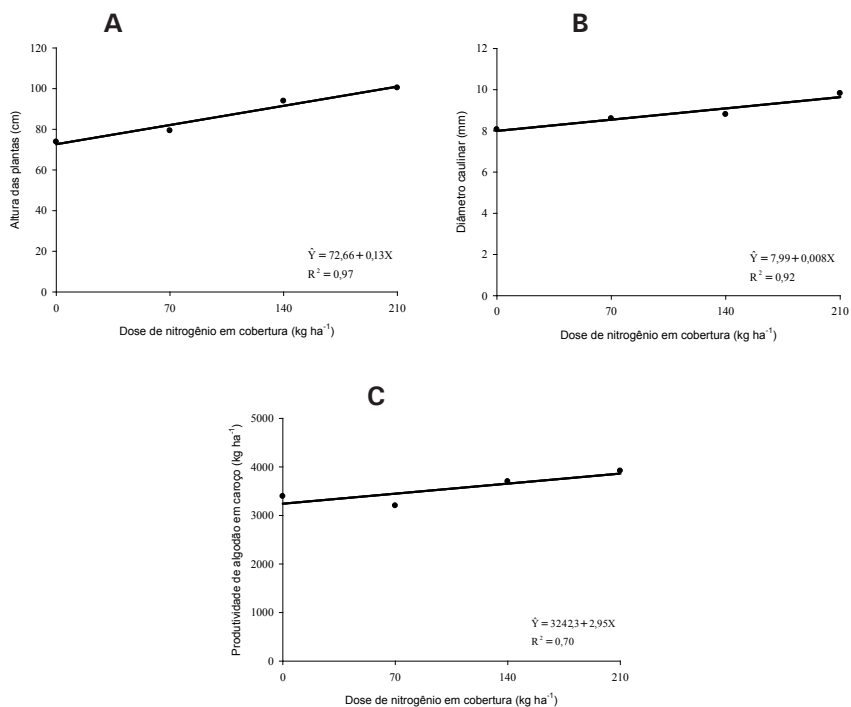 A
Altura das plantas (cm)
120
100
80
60
40
20
0
Ŷ = 72,66 + 0,13X
R² = 0,97
0 70 140 210
Dose de nitrogênio em cobertura (kg ha⁻¹)
B
Diâmetro caulinar (mm)
12
10
8
6
4
2
0
Ŷ = 7,99 + 0,008X
R² = 0,92
0 70 140 210
Dose de nitrogênio em cobertura (kg ha⁻¹)
C
Produtividade de algodão em caroço (kg ha⁻¹)
5000
4000
3000
2000
1000
0
Ŷ = 3242,3 + 2,95X
R² = 0,70
0 70 140 210
Dose de nitrogênio em cobertura (kg ha⁻¹)